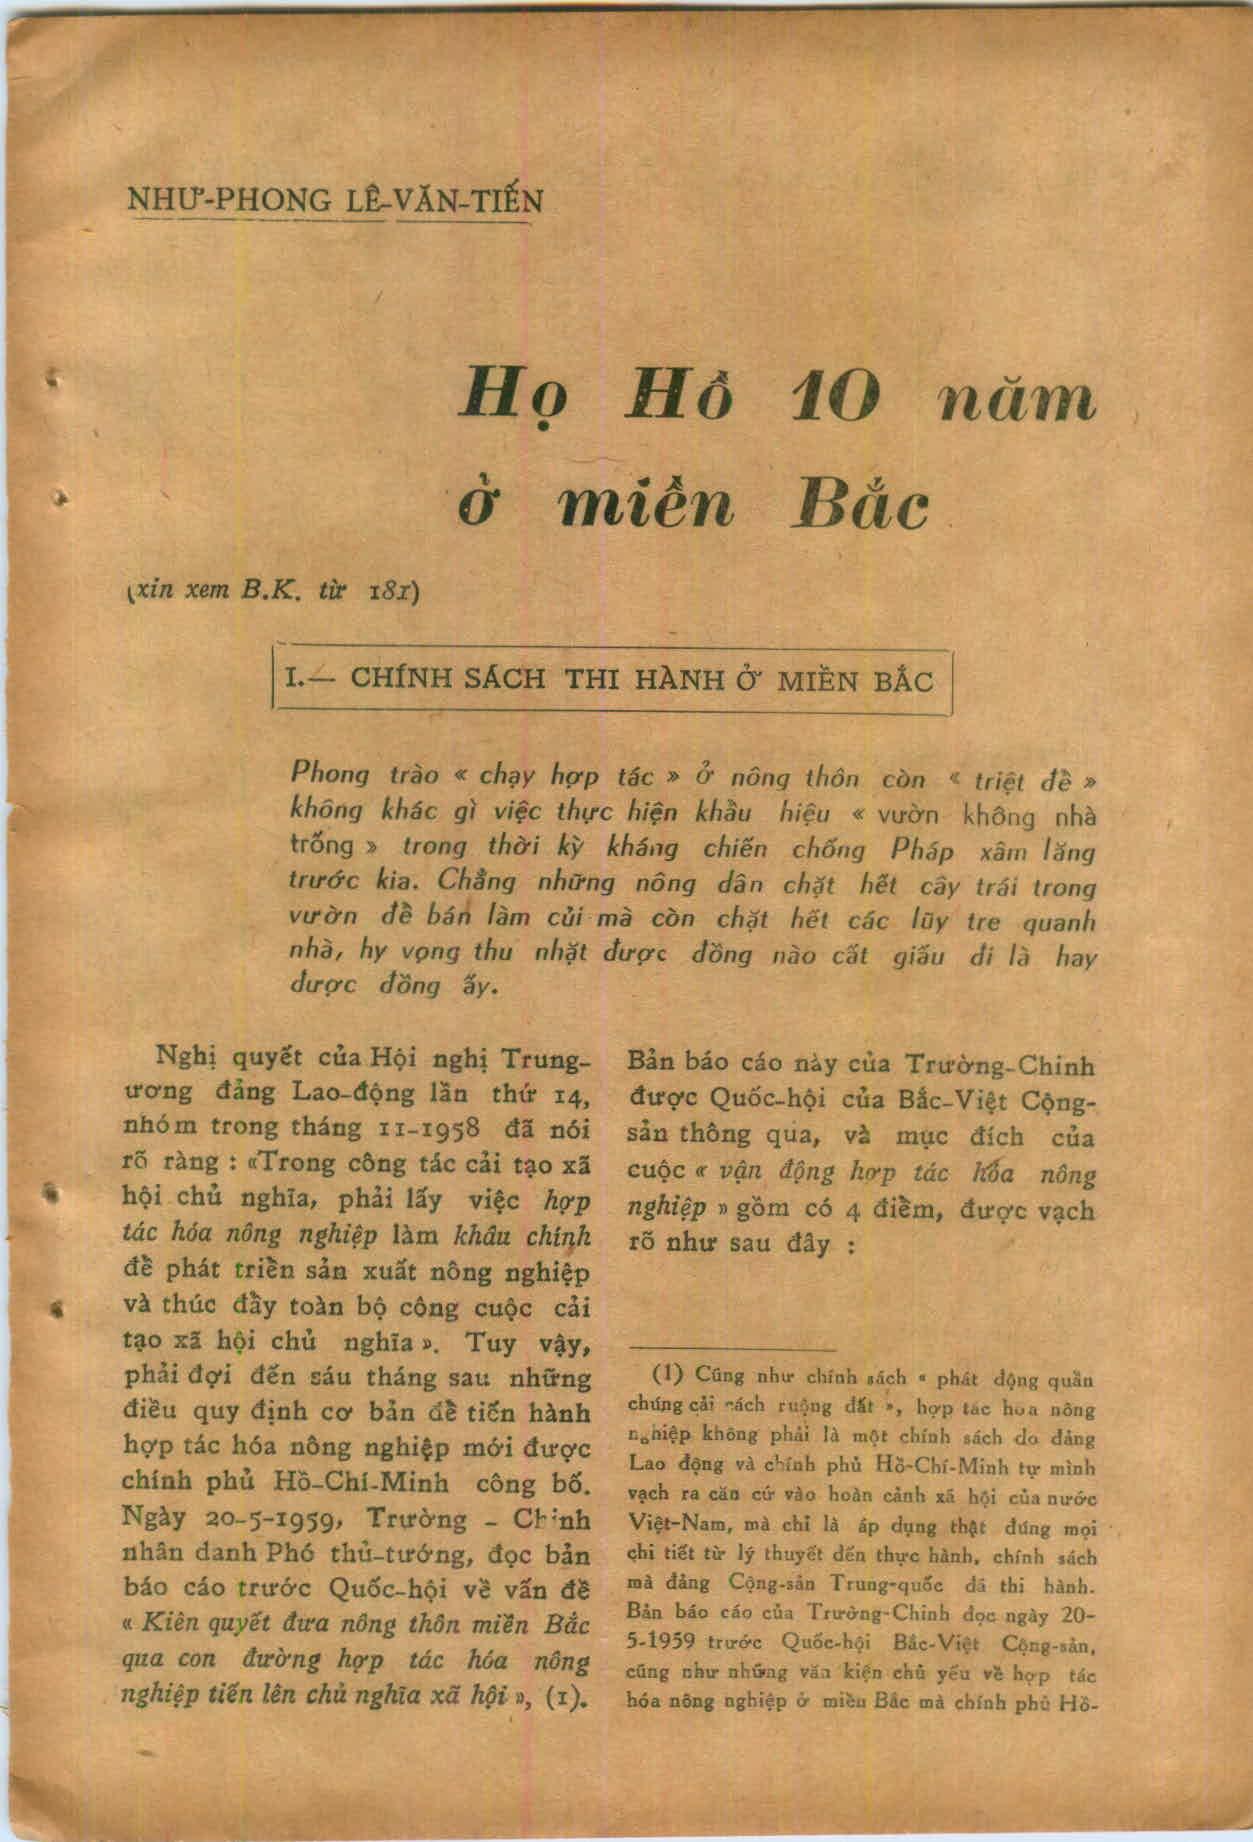 NHƯ-PHONG LÊ-VĂN-TIẾN
Họ Hồ 10 năm
ở miền Bắc
(xin xem B.K. từ 181)
I.— CHÍNH SÁCH THI HÀNH Ở MIỀN BẮC
Phong trào « chạy hợp tác » ở nông thôn còn « triệt để »
không khác gì việc thực hiện khẩu hiệu « vườn không nhà
trống » trong thời kỳ kháng chiến chống Pháp xâm lăng
trước kia. Chẳng những nông dân chặt hết cây trái trong
vườn để bán làm củi mà còn chặt hết các lũy tre quanh
nhà, hy vọng thu nhặt được đồng nào cất giấu đi là hay
được đồng ấy.
Nghị quyết của Hội nghị Trung-
ương đảng Lao-động lần thứ 14,
nhóm trong tháng 11-1958 đã nói
rõ ràng : «Trong công tác cải tạo xã
hội chủ nghĩa, phải lấy việc hợp
tác hóa nông nghiệp làm khâu chính
để phát triển sản xuất nông nghiệp
và thúc đẩy toàn bộ công cuộc cải
tạo xã hội chủ nghĩa ». Tuy vậy,
phải đợi đến sáu tháng sau những
điều quy định cơ bản để tiến hành
hợp tác hóa nông nghiệp mới được
chính phủ Hồ-Chí-Minh công bố.
Ngày 20-5-1959, Trường - Chinh
nhân danh Phó thủ-tướng, đọc bản
báo cáo trước Quốc-hội về vấn đề
« Kiên quyết đưa nông thôn miền Bắc
qua con đường hợp tác hóa nông
nghiệp tiến lên chủ nghĩa xã hội », (1).
Bản báo cáo này của Trường-Chinh
được Quốc-hội của Bắc-Việt Cộng-
sản thông qua, và mục đích của
cuộc « vận động hợp tác hóa nông
nghiệp » gồm có 4 điểm, được vạch
rõ như sau đây :
(1) Cũng như chính sách « phát động quần
chúng cải cách ruộng đất », hợp tác hóa nông
nghiệp không phải là một chính sách do đảng
Lao động và chính phủ Hồ-Chí-Minh tự mình
vạch ra căn cứ vào hoàn cảnh xã hội của nước
Việt-Nam, mà chỉ là áp dụng thật đúng mọi
chi tiết từ lý thuyết đến thực hành, chính sách
mà đảng Cộng-sản Trung-quốc đã thi hành.
Bản báo cáo của Trường-Chinh đọc ngày 20-
5-1959 trước Quốc-hội Bắc-Việt Cộng-sản,
cũng như những văn kiện chủ yếu về hợp tác
hóa nông nghiệp ở miền Bắc mà chính phủ Hồ-